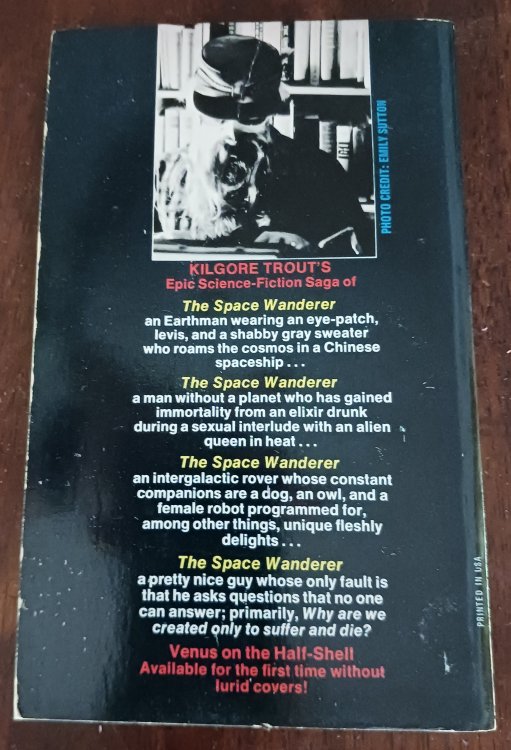 PHOTO CREDIT: EMILY SUTTON
KILGORE TROUT'S
Epic Science-Fiction Saga of
The Space Wanderer
an Earthman wearing an eye-patch,
levis, and a shabby gray sweater
who roams the cosmos in a Chinese
spaceship...
The Space Wanderer
a man without a planet who has gained
immortality from an elixir drunk
during a sexual interlude with an alien
queen in heat...
The Space Wanderer
an intergalactic rover whose constant
companions are a dog, an owl, and a
female robot programmed for,
among other things, unique fleshly
delights...
The Space Wanderer
a pretty nice guy whose only fault is
that he asks questions that no one
can answer; primarily, Why are we
created only to suffer and die?
Venus on the Half-Shell
Available for the first time without
lurid covers!
PRINTED IN USA